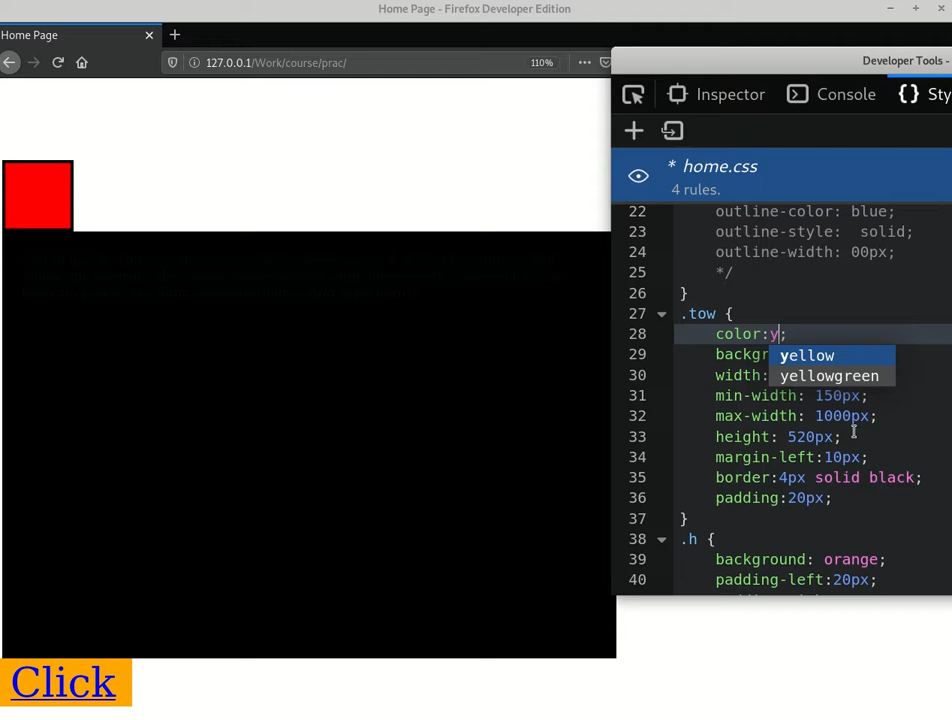 Home Page - Firefox Developer Edition
Home Page
127.0.0.1/Work/course/prac/
110%
Developer Tools -
Inspector
Console
{} Sty
* home.css
4 rules.
22 outline-color: blue;
23 outline-style: solid;
24 outline-width: 00px;
25 */
26 }
27 .tow {
28 color:y;
yellow
29 backgr
yellowgreen
30 width:
31 min-width: 150px;
32 max-width: 1000px;
33 height: 520px;
34 margin-left:10px;
35 border:4px solid black;
36 padding:20px;
37 }
38 .h {
39 background: orange;
40 padding-left:20px;
Click